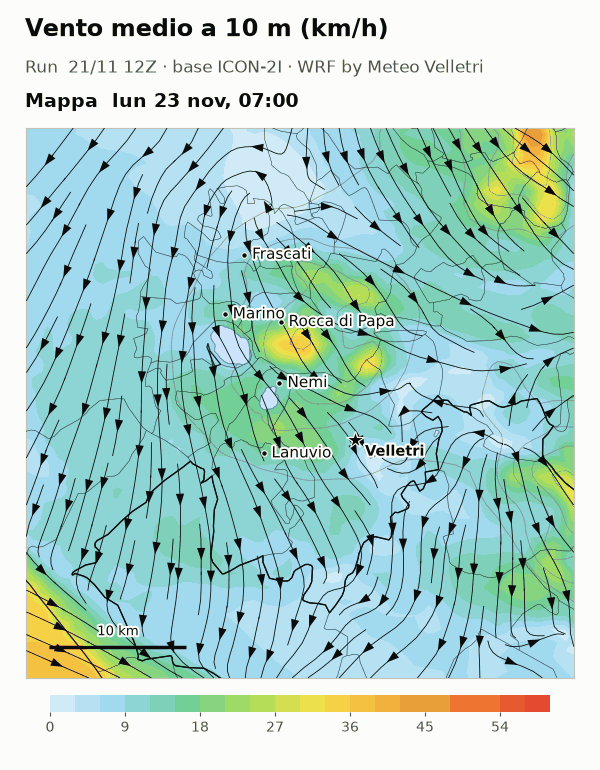 Vento medio a 10 m (km/h)
Run  21/11 12Z · base ICON-2I · WRF by Meteo Velletri
Mappa  lun 23 nov, 07:00
Frascati
Marino
Rocca di Papa
Nemi
Velletri
Lanuvio
10 km
0 9 18 27 36 45 54